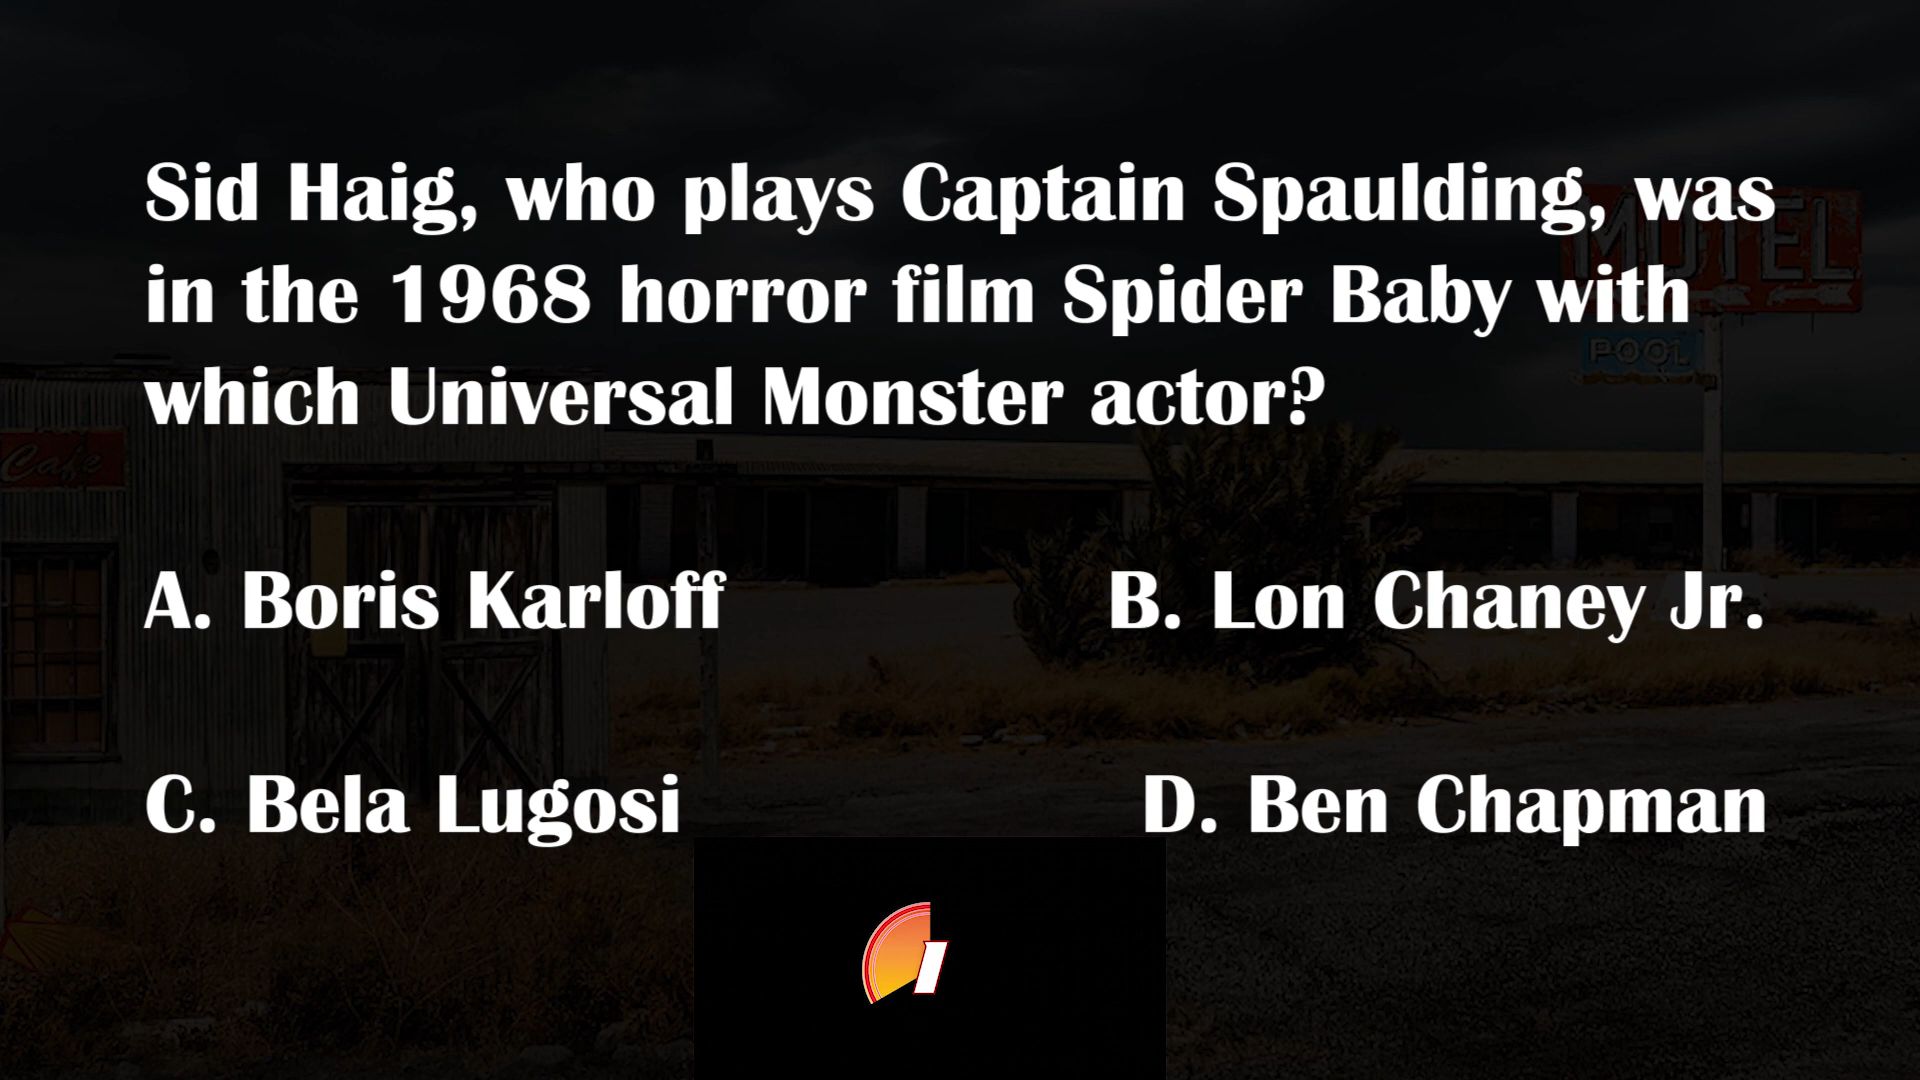 Sid Haig, who plays Captain Spaulding, was
in the 1968 horror film Spider Baby with
which Universal Monster actor?
MOTEL
POOL
Cafe
A. Boris Karloff
B. Lon Chaney Jr.
C. Bela Lugosi
D. Ben Chapman
1